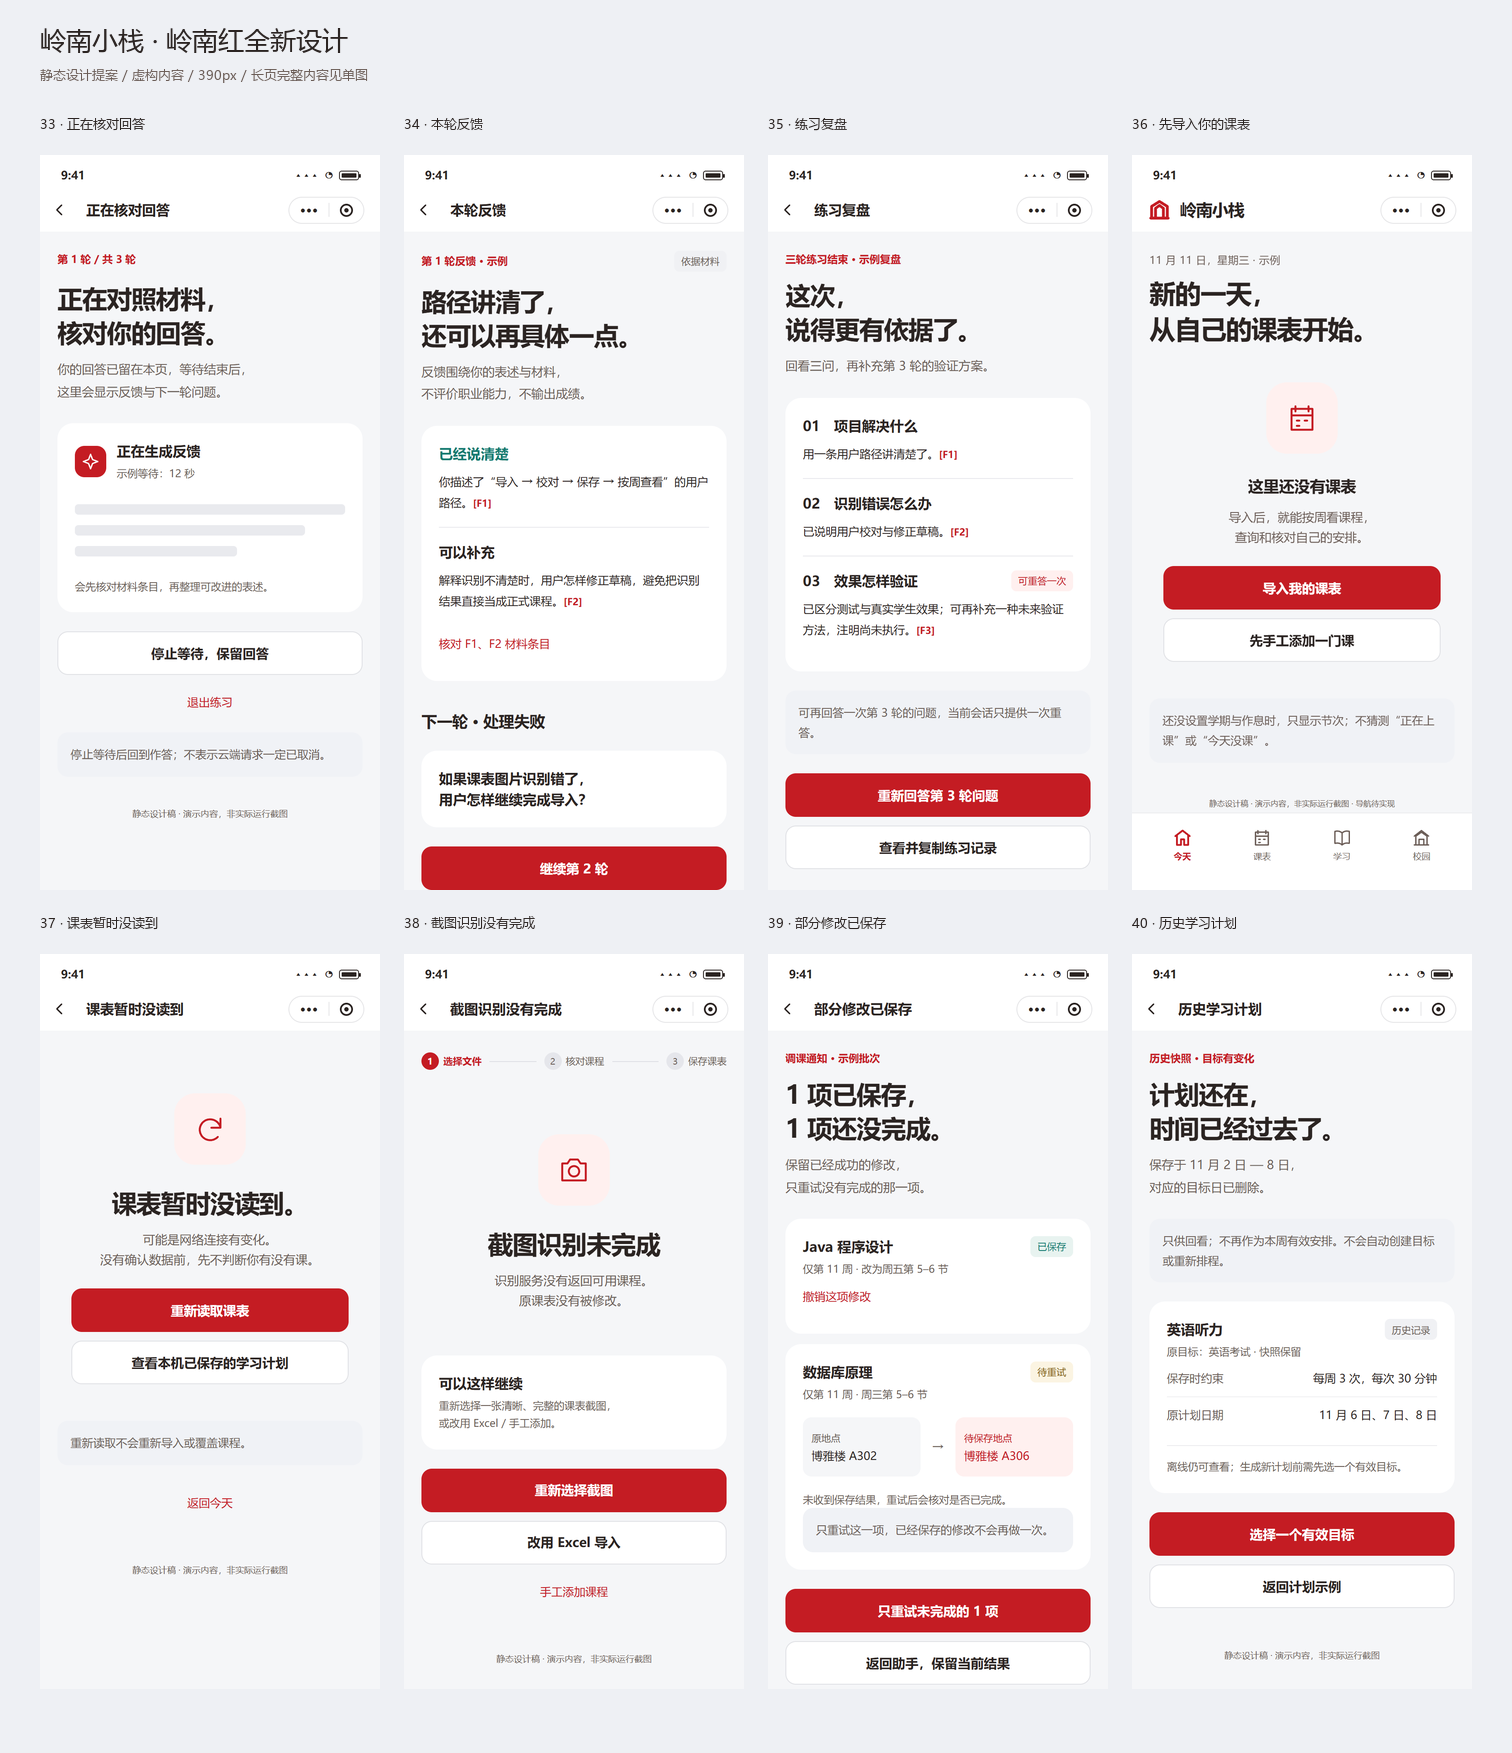 岭南小栈 · 岭南红全新设计
静态设计提案 / 虚构内容 / 390px / 长页完整内容见单图
33 · 正在核对回答
9:41
正在核对回答
第 1 轮 / 共 3 轮
正在对照材料，
核对你的回答。
你的回答已留在本页，等待结束后，
这里会显示反馈与下一轮问题。
正在生成反馈
示例等待：12 秒
会先核对材料条目，再整理可改进的表述。
停止等待，保留回答
退出练习
停止等待后回到作答；不表示云端请求一定已取消。
静态设计稿 · 演示内容，非实际运行截图
34 · 本轮反馈
9:41
本轮反馈
第 1 轮反馈 · 示例
依据材料
路径讲清了，
还可以再具体一点。
反馈围绕你的表述与材料，
不评价职业能力，不输出成绩。
已经说清楚
你描述了“导入 → 校对 → 保存 → 按周查看”的用户
路径。[F1]
可以补充
解释识别不清楚时，用户怎样修正草稿，避免把识别
结果直接当成正式课程。[F2]
核对 F1、F2 材料条目
下一轮 · 处理失败
如果课表图片识别错了，
用户怎样继续完成导入？
继续第 2 轮
35 · 练习复盘
9:41
练习复盘
三轮练习结束 · 示例复盘
这次，
说得更有依据了。
回看三问，再补充第 3 轮的验证方案。
01 项目解决什么
用一条用户路径讲清楚了。[F1]
02 识别错误怎么办
已说明用户校对与修正草稿。[F2]
03 效果怎样验证
可重答一次
已区分测试与真实学生效果；可再补充一种未来验证
方法，注明尚未执行。[F3]
可再回答一次第 3 轮的问题，当前会话只提供一次重
答。
重新回答第 3 轮问题
查看并复制练习记录
36 · 先导入你的课表
9:41
岭南小栈
11 月 11 日，星期三 · 示例
新的一天，
从自己的课表开始。
这里还没有课表
导入后，就能按周看课程，
查询和核对自己的安排。
导入我的课表
先手工添加一门课
还没设置学期与作息时，只显示节次；不猜测“正在上
课”或“今天没课”。
静态设计稿 · 演示内容，非实际运行截图 · 导航待实现
今天
课表
学习
校园
37 · 课表暂时没读到
9:41
课表暂时没读到
课表暂时没读到。
可能是网络连接有变化。
没有确认数据前，先不判断你有没有课。
重新读取课表
查看本机已保存的学习计划
重新读取不会重新导入或覆盖课程。
返回今天
静态设计稿 · 演示内容，非实际运行截图
38 · 截图识别没有完成
9:41
截图识别没有完成
1 选择文件
2 核对课程
3 保存课表
截图识别未完成
识别服务没有返回可用课程。
原课表没有被修改。
可以这样继续
重新选择一张清晰、完整的课表截图，
或改用 Excel / 手工添加。
重新选择截图
改用 Excel 导入
手工添加课程
静态设计稿 · 演示内容，非实际运行截图
39 · 部分修改已保存
9:41
部分修改已保存
调课通知 · 示例批次
1 项已保存，
1 项还没完成。
保留已经成功的修改，
只重试没有完成的那一项。
Java 程序设计
已保存
仅第 11 周 · 改为周五第 5–6 节
撤销这项修改
数据库原理
待重试
仅第 11 周 · 周三第 5–6 节
原地点
博雅楼 A302
→
待保存地点
博雅楼 A306
未收到保存结果，重试后会核对是否已完成。
只重试这一项，已经保存的修改不会再做一次。
只重试未完成的 1 项
返回助手，保留当前结果
40 · 历史学习计划
9:41
历史学习计划
历史快照 · 目标有变化
计划还在，
时间已经过去了。
保存于 11 月 2 日 — 8 日，
对应的目标日已删除。
只供回看；不再作为本周有效安排。不会自动创建目标
或重新排程。
英语听力
历史记录
原目标：英语考试 · 快照保留
保存时约束
每周 3 次，每次 30 分钟
原计划日期
11 月 6 日、7 日、8 日
离线仍可查看；生成新计划前需先选一个有效目标。
选择一个有效目标
返回计划示例
静态设计稿 · 演示内容，非实际运行截图